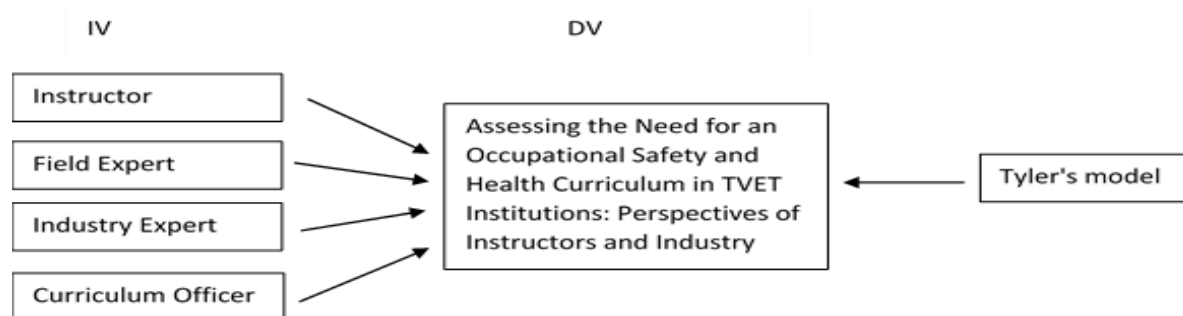 IV
DV
Instructor
Field Expert
Industry Expert
Curriculum Officer
Assessing the Need for an
Occupational Safety and
Health Curriculum in TVET
Institutions: Perspectives of
Instructors and Industry
Tyler's model